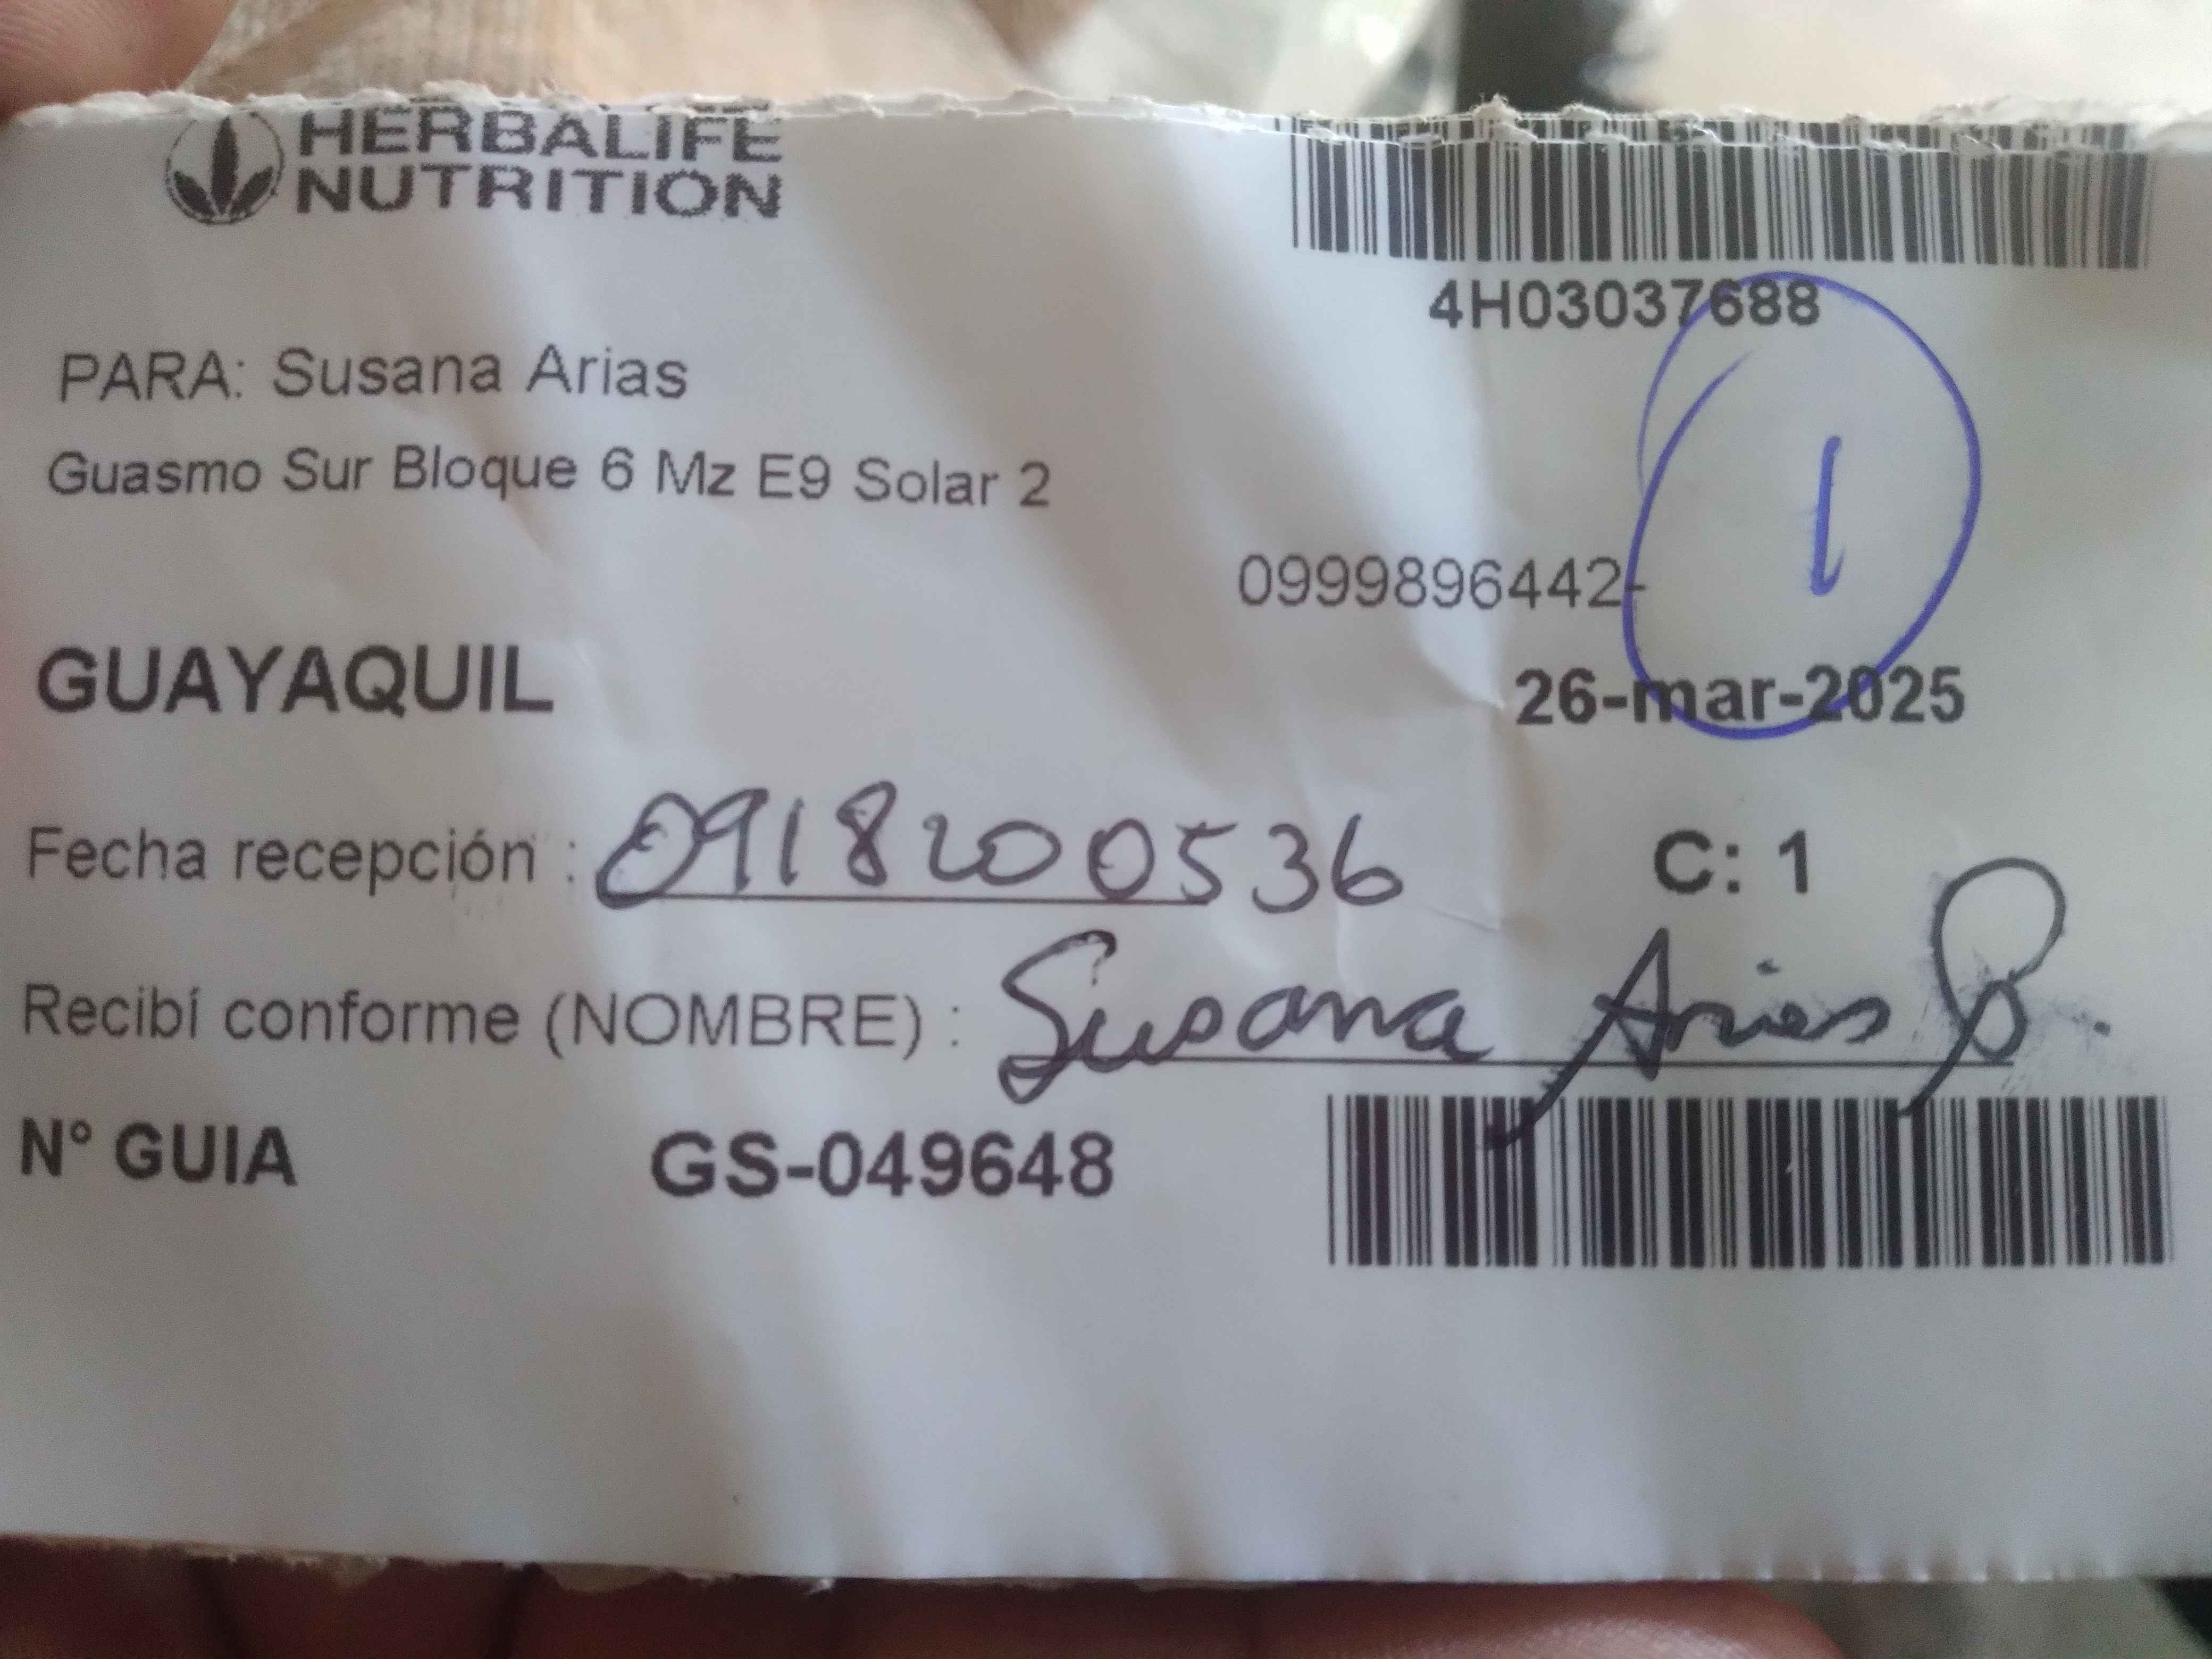 HERBALIFE
NUTRITION
4H03037688
PARA: Susana Arias
Guasmo Sur Bloque 6 Mz E9 Solar 2
1
0999896442-
GUAYAQUIL
26-mar-2025
Fecha recepción : 0918200536
C: 1
Recibí conforme (NOMBRE) : Susana Arias
N° GUIA GS-049648